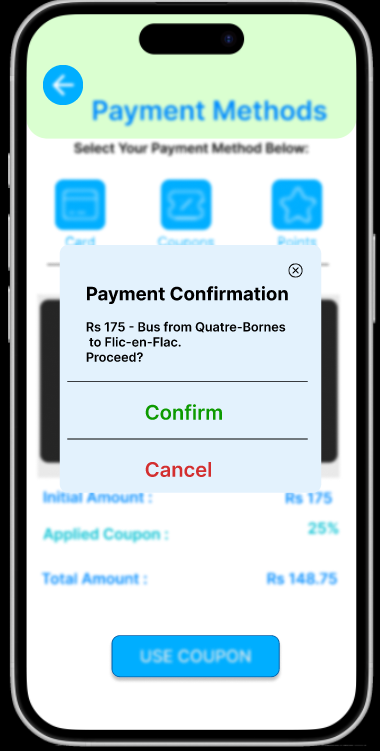 Payment Methods
Select Your Payment Method Below:
Card
Coupons
Points
Payment Confirmation
Rs 175 - Bus from Quatre-Bornes
to Flic-en-Flac.
Proceed?
Confirm
Cancel
Initial Amount : Rs 175
Applied Coupon : 25%
Total Amount : Rs 148.75
USE COUPON